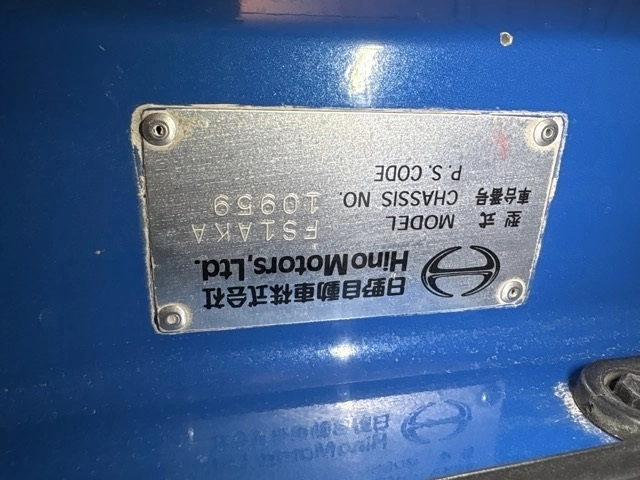 日野自動車株式会社
Hino Motors, Ltd.
型式 MODEL FS1AKA
車台番号 CHASSIS NO. 10959
P. S. CODE